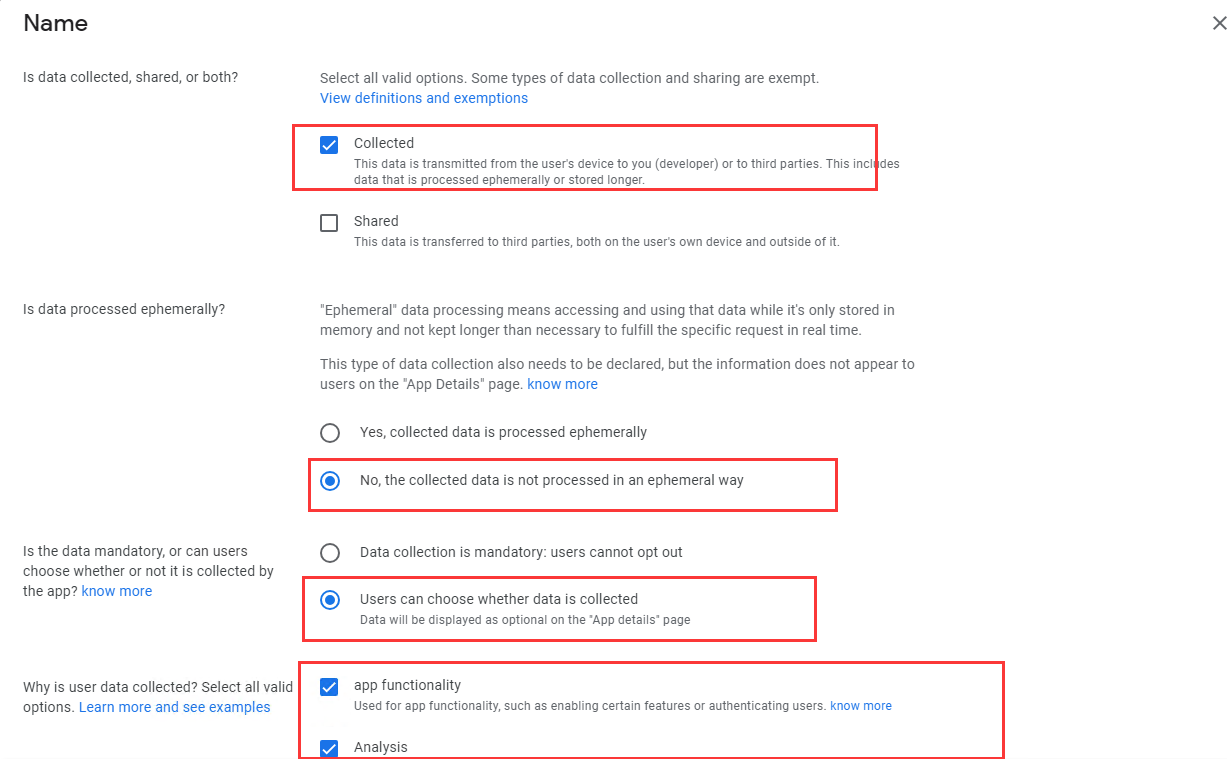 Name
Is data collected, shared, or both?
Select all valid options. Some types of data collection and sharing are exempt.
View definitions and exemptions
Collected
This data is transmitted from the user's device to you (developer) or to third parties. This includes
data that is processed ephemerally or stored longer.
Shared
This data is transferred to third parties, both on the user's own device and outside of it.
Is data processed ephemerally?
"Ephemeral" data processing means accessing and using that data while it's only stored in
memory and not kept longer than necessary to fulfill the specific request in real time.
This type of data collection also needs to be declared, but the information does not appear to
users on the "App Details" page. know more
Yes, collected data is processed ephemerally
No, the collected data is not processed in an ephemeral way
Is the data mandatory, or can users
choose whether or not it is collected by
the app? know more
Data collection is mandatory: users cannot opt out
Users can choose whether data is collected
Data will be displayed as optional on the "App details" page
Why is user data collected? Select all valid
options. Learn more and see examples
app functionality
Used for app functionality, such as enabling certain features or authenticating users. know more
Analysis